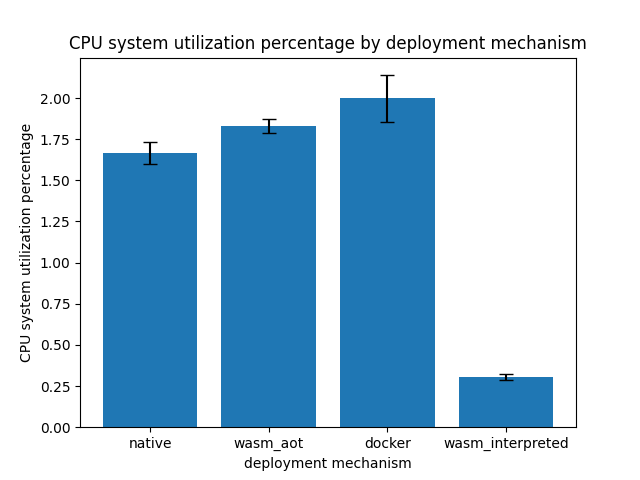 CPU system utilization percentage by deployment mechanism
CPU system utilization percentage
2.00
1.75
1.50
1.25
1.00
0.75
0.50
0.25
0.00
native
wasm_aot
docker
wasm_interpreted
deployment mechanism